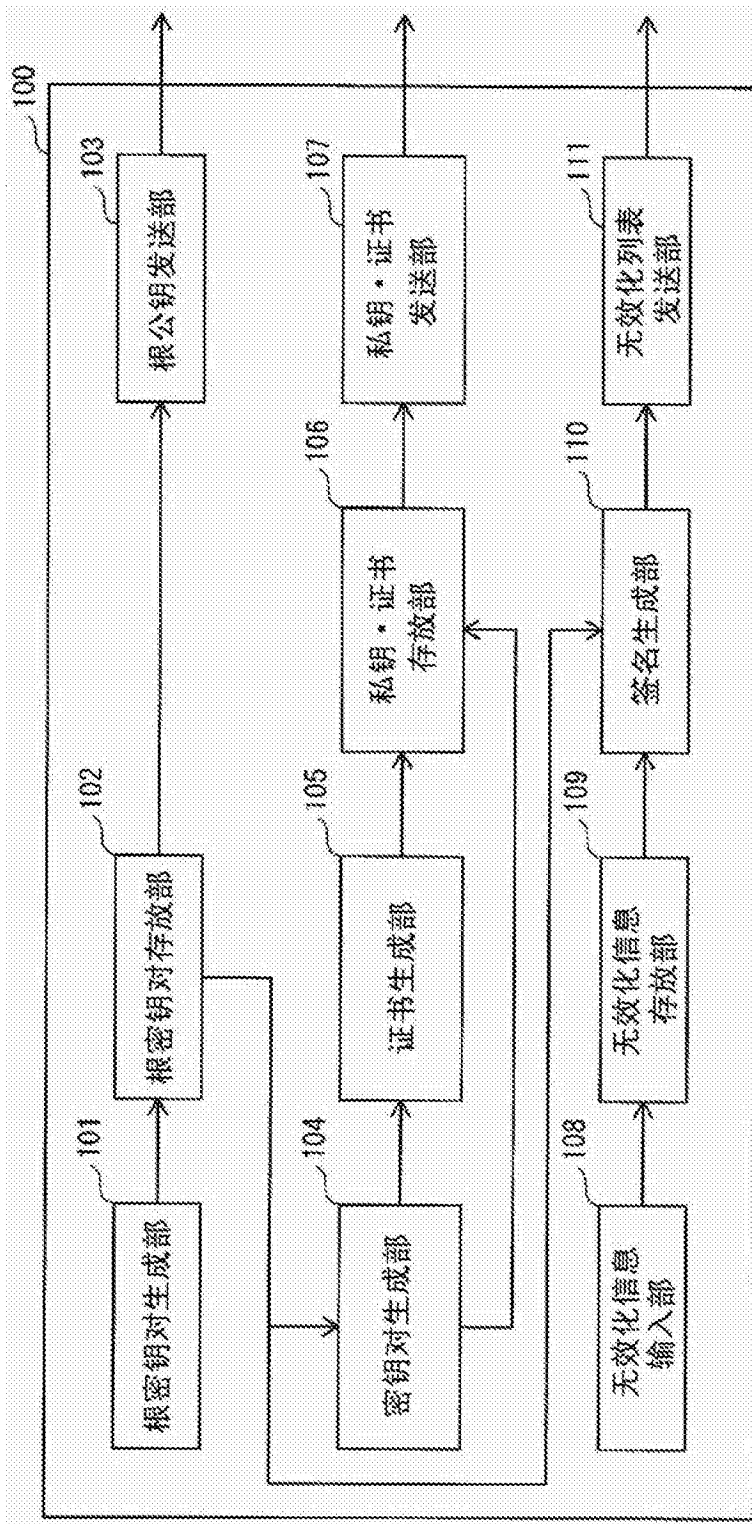 100
101
根密钥对生成部
102
根密钥对存放部
103
根公钥发送部
104
密钥对生成部
105
证书生成部
106
私钥·证书
存放部
107
私钥·证书
发送部
108
无效化信息
输入部
109
无效化信息
存放部
110
签名生成部
111
无效化列表
发送部